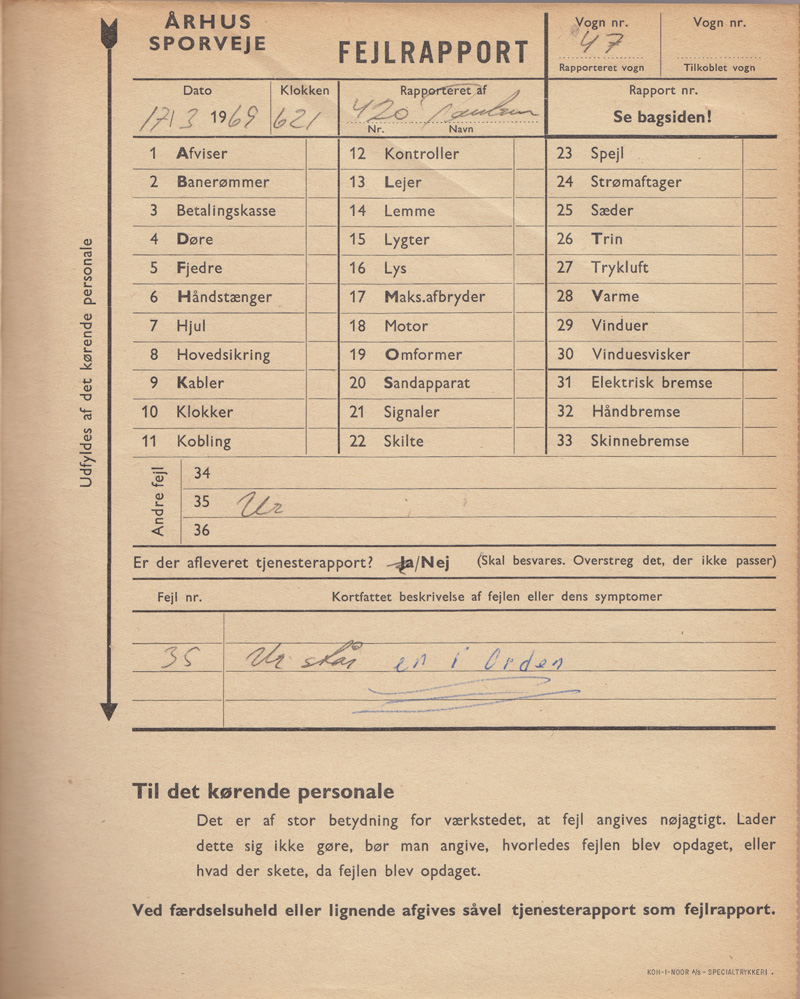 ÅRHUS
SPORVEJE
FEJLRAPPORT
Vogn nr.
47
Rapporteret vogn
Vogn nr.
Tilkoblet vogn
Dato
17/3 1969
Klokken
621
Rapporteret af
420
Nr. Navn
Rapport nr.
Se bagsiden!
Udfyldes af det kørende personale
1 Afviser
2 Banerømmer
3 Betalingskasse
4 Døre
5 Fjedre
6 Håndstænger
7 Hjul
8 Hovedsikring
9 Kabler
10 Klokker
11 Kobling
12 Kontroller
13 Lejer
14 Lemme
15 Lygter
16 Lys
17 Maks.afbryder
18 Motor
19 Omformer
20 Sandapparat
21 Signaler
22 Skilte
23 Spejl
24 Strømaftager
25 Sæder
26 Trin
27 Trykluft
28 Varme
29 Vinduer
30 Vinduesvisker
31 Elektrisk bremse
32 Håndbremse
33 Skinnebremse
Andre fejl
34
35 Ur
36
Er der afleveret tjenesterapport? Ja/Nej (Skal besvares. Overstreg det, der ikke passer)
Fejl nr. Kortfattet beskrivelse af fejlen eller dens symptomer
35 Ur står er i Orden
Til det kørende personale
Det er af stor betydning for værkstedet, at fejl angives nøjagtigt. Lader
dette sig ikke gøre, bør man angive, hvorledes fejlen blev opdaget, eller
hvad der skete, da fejlen blev opdaget.
Ved færdselsuheld eller lignende afgives såvel tjenesterapport som fejlrapport.
KOH-I-NOOR A/S - SPECIALTRYKKERI .